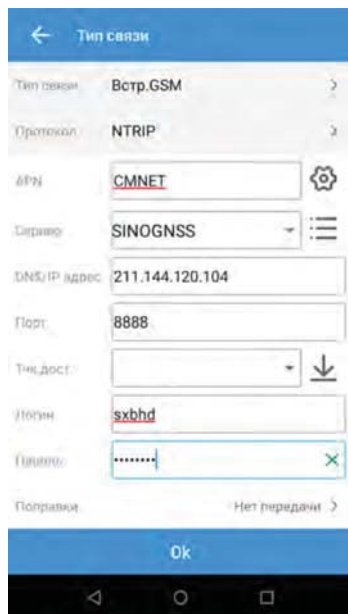 Тип связи
Тип связи Встр.GSM
Протокол NTRIP
APN CMNET
Сервер SINOGNSS
DNS/IP адрес 211.144.120.104
Порт 8888
Тчк.дост.
Логин sxbhd
Пароль ••••••••
Поправки Нет передачи
Ok